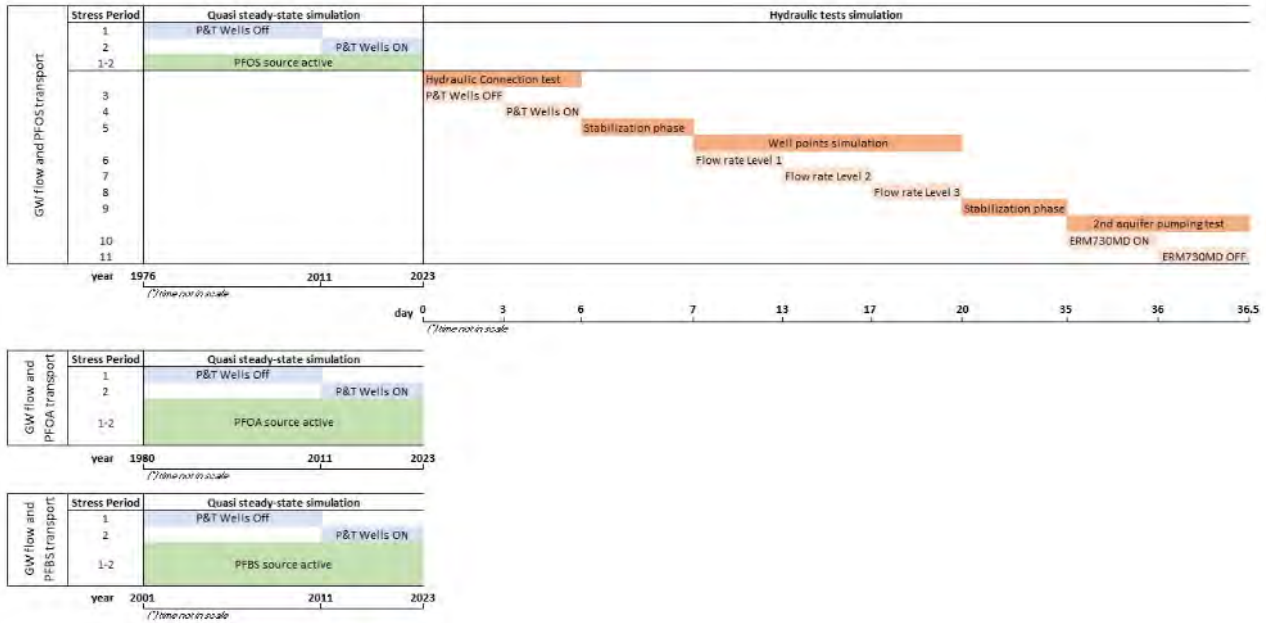 Stress Period Quasi steady-state simulation Hydraulic tests simulation
1 P&T Wells Off
2 P&T Wells ON
1-2 PFOS source active
GW flow and PFOS transport
Hydraulic Connection test
3 P&T Wells OFF
4 P&T Wells ON
5 Stabilization phase
Well points simulation
6 Flow rate Level 1
7 Flow rate Level 2
8 Flow rate Level 3
9 Stabilization phase
2nd aquifer pumping test
10 ERM730MD ON
11 ERM730MD OFF
year 1976 2011 2023
(*)time not in scale
day 0 3 6 7 13 17 20 35 36 36.5
(*)time not in scale
GW flow and
PFOA transport
Stress Period Quasi steady-state simulation
1 P&T Wells Off
2 P&T Wells ON
1-2 PFOA source active
year 1980 2011 2023
(*)time not in scale
GW flow and
PFBS transport
Stress Period Quasi steady-state simulation
1 P&T Wells Off
2 P&T Wells ON
1-2 PFBS source active
year 2001 2011 2023
(*)time not in scale